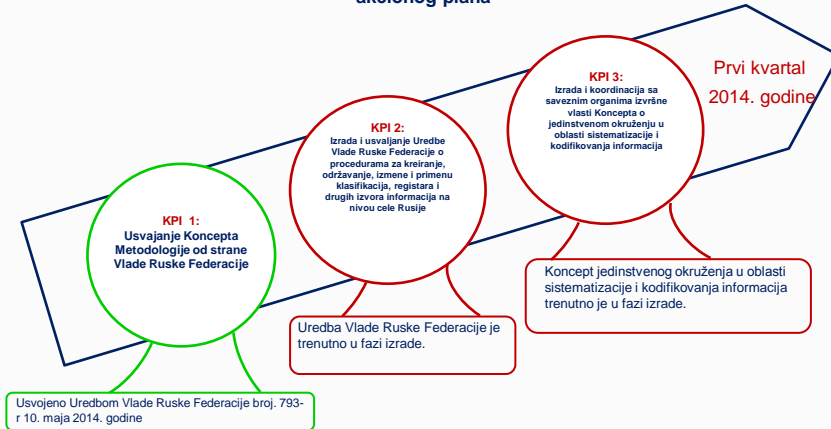 akcionog plana
KPI 1:
Usvajanje Koncepta
Metodologije od strane
Vlade Ruske Federacije
Usvojeno Uredbom Vlade Ruske Federacije broj. 793-
r 10. maja 2014. godine
KPI 2:
Izrada i usvaljanje Uredbe
Vlade Ruske Federacije o
procedurama za kreiranje,
održavanje, izmene i primenu
klasifikacija, registara i
drugih izvora informacija na
nivou cele Rusije
Uredba Vlade Ruske Federacije je
trenutno u fazi izrade.
KPI 3:
Izrada i koordinacija sa
saveznim organima izvršne
vlasti Koncepta o
jedinstvenom okruženju u
oblasti sistematizacije i
kodifikovanja informacija
Koncept jedinstvenog okruženja u oblasti
sistematizacije i kodifikovanja informacija
trenutno je u fazi izrade.
Prvi kvartal
2014. godine